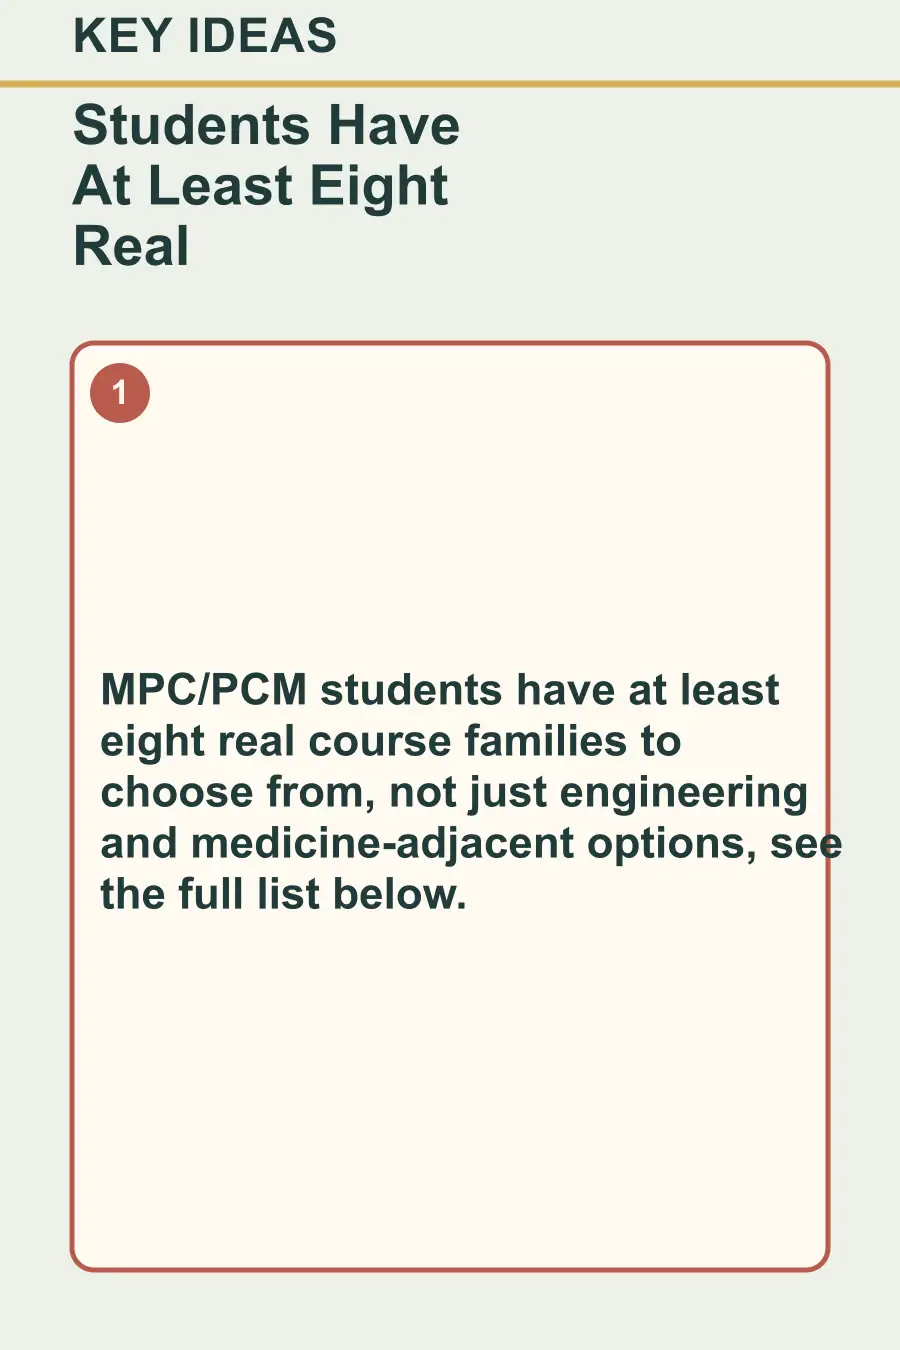 KEY IDEAS
Students Have
At Least Eight
Real
1
MPC/PCM students have at least
eight real course families to
choose from, not just engineering
and medicine-adjacent options, see
the full list below.